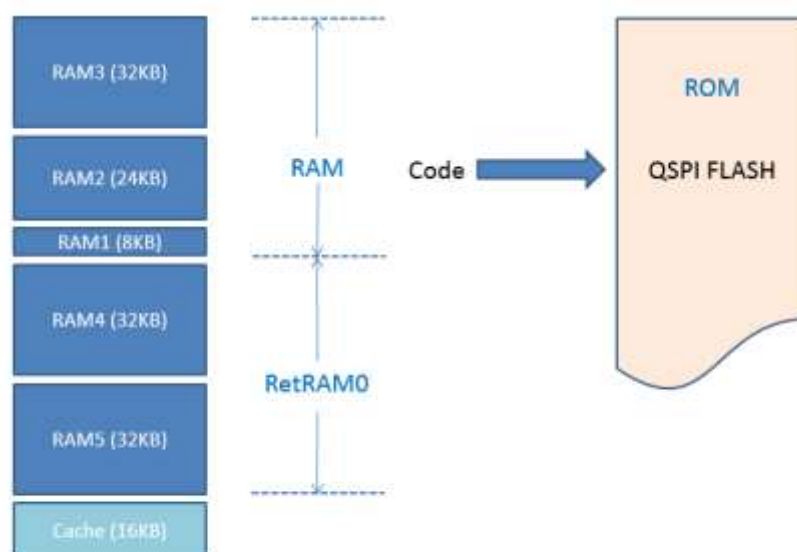 RAM3 (32KB)
RAM2 (24KB)
RAM1 (8KB)
RAM4 (32KB)
RAM5 (32KB)
Cache (16KB)
RAM
RetRAM0
Code
ROM
QSPI FLASH